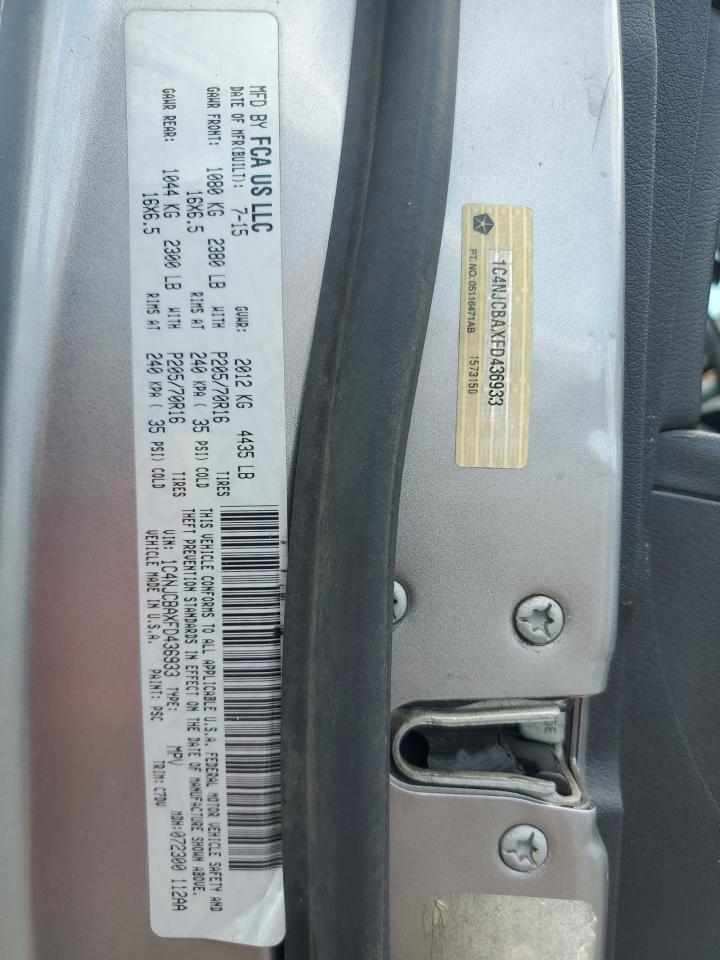 MFD BY FCA US LLC
DATE OF MFR(BUILT): 7-15 GVWR: 2012 KG 4435 LB
GAWR FRONT: 1080 KG 2380 LB WITH P205/70R16 TIRES
16X6.5 RIMS AT 240 KPA ( 35 PSI) COLD
GAWR REAR: 1044 KG 2300 LB WITH P205/70R16 TIRES
16X6.5 RIMS AT 240 KPA ( 35 PSI) COLD
THIS VEHICLE CONFORMS TO ALL APPLICABLE U.S.A. FEDERAL MOTOR VEHICLE SAFETY AND
THEFT PREVENTION STANDARDS IN EFFECT ON THE DATE OF MANUFACTURE SHOWN ABOVE.
VIN: 1C4NJCBAXFD436933 TYPE: MPV MDH:072300 112AA
VEHICLE MADE IN U.S.A. PAINT: PSC TRIM: C7DV
1C4NJCBAXFD436933
PT. NO. 05116471AB 1573150